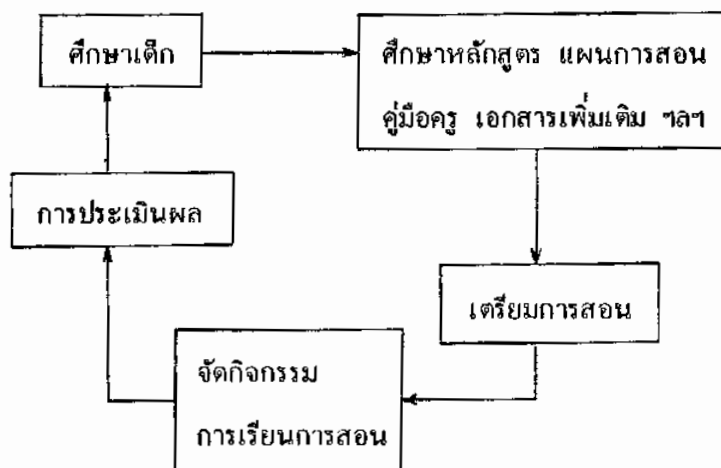 ศึกษาเด็ก
ศึกษาหลักสูตร แผนการสอน
คู่มือครู เอกสารเพิ่มเติม ฯลฯ
เตรียมการสอน
จัดกิจกรรม
การเรียนการสอน
การประเมินผล